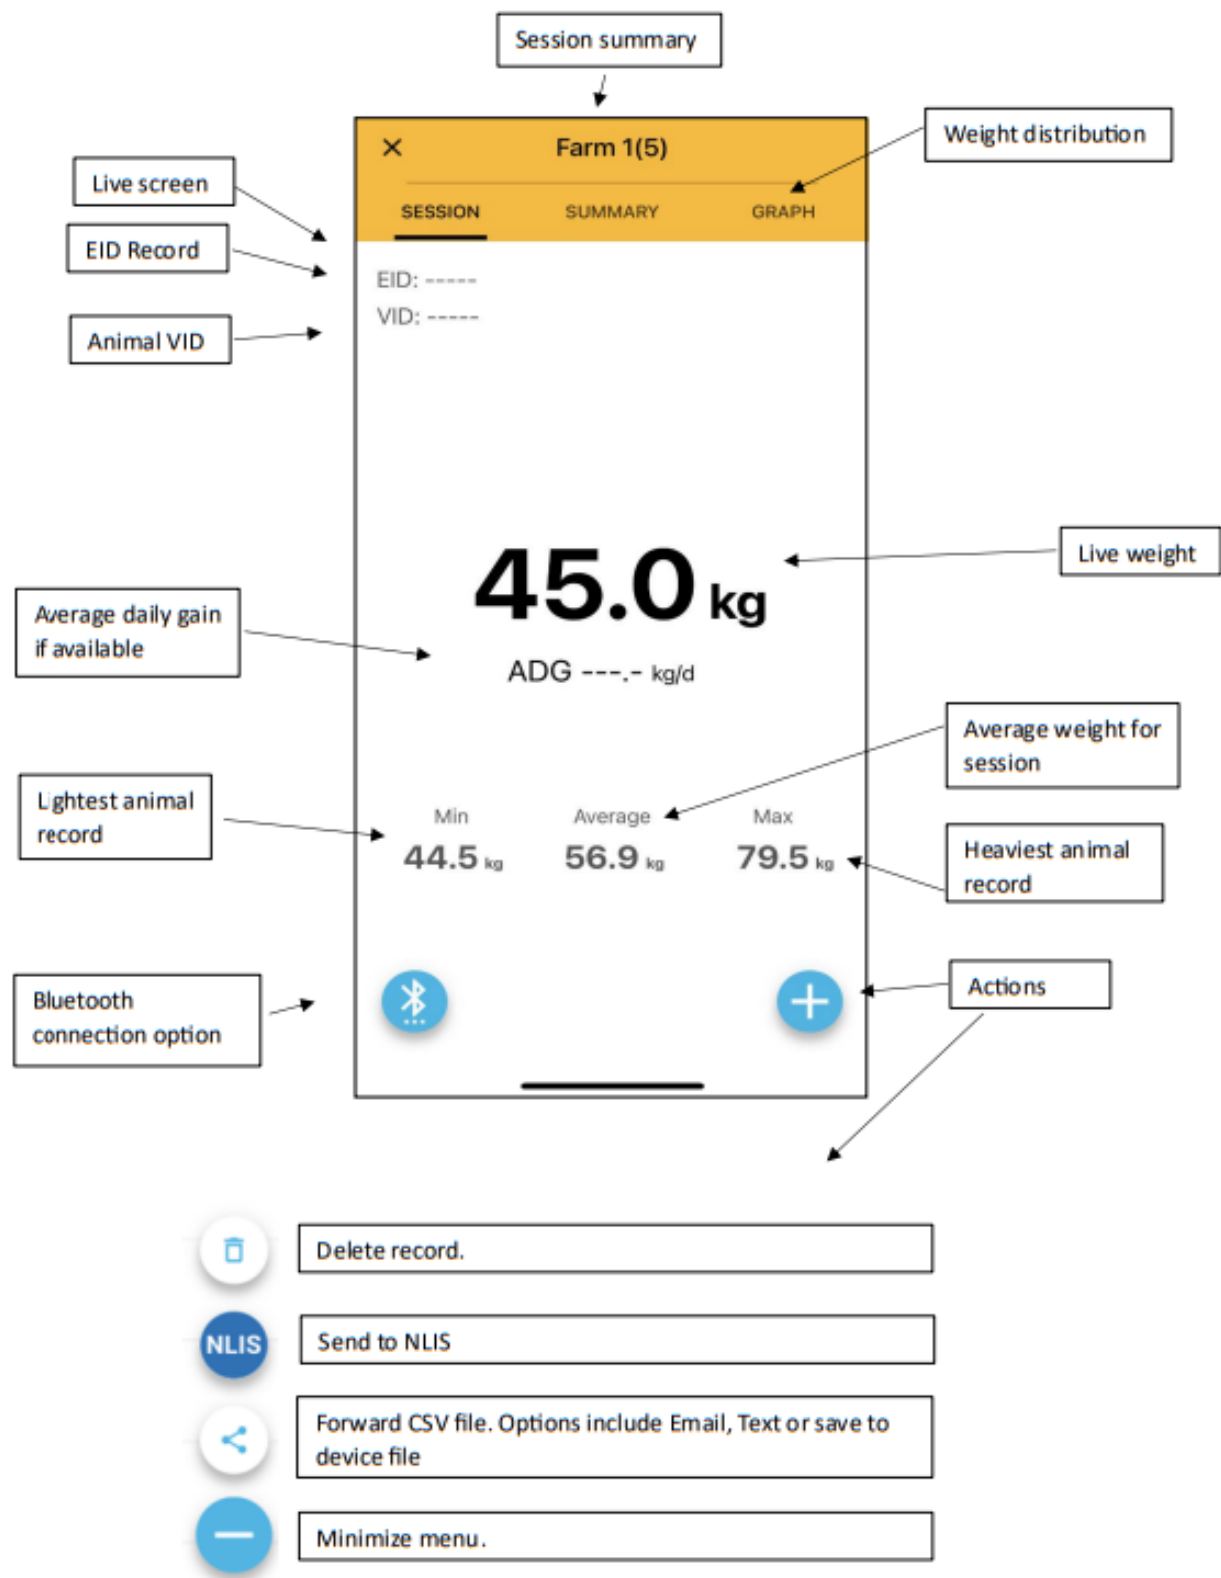 Session summary
Farm 1(5)
Weight distribution
Live screen
SESSION SUMMARY GRAPH
EID Record
EID: -----
VID: -----
Animal VID
45.0 kg
Live weight
Average daily gain
if available
ADG ---.- kg/d
Average weight for
session
Lightest animal
record
Min Average Max
44.5 kg 56.9 kg 79.5 kg
Heaviest animal
record
Bluetooth
connection option
Actions
Delete record.
NLIS
Send to NLIS
Forward CSV file. Options include Email, Text or save to
device file
Minimize menu.